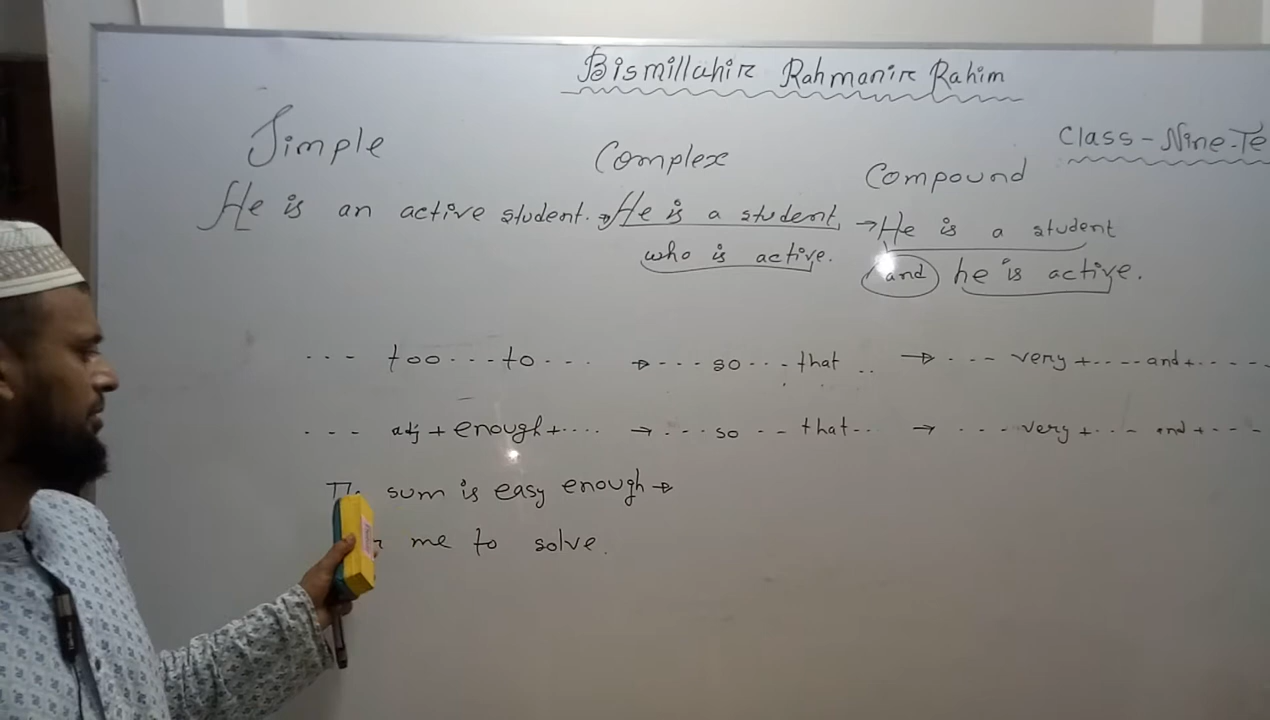 Bismillahir Rahmanir Rahim
Class - Nine-Te
Simple
Complex
Compound
He is an active student. → He is a student, → He is a student
who is active.
and he is active.
--- too ... to ... → ... so ... that .. → ... very + .... and + .....
--- adj + enough + .... → ... so -- that .. → ... very + ... and + ...
sum is easy enough →
me to solve.